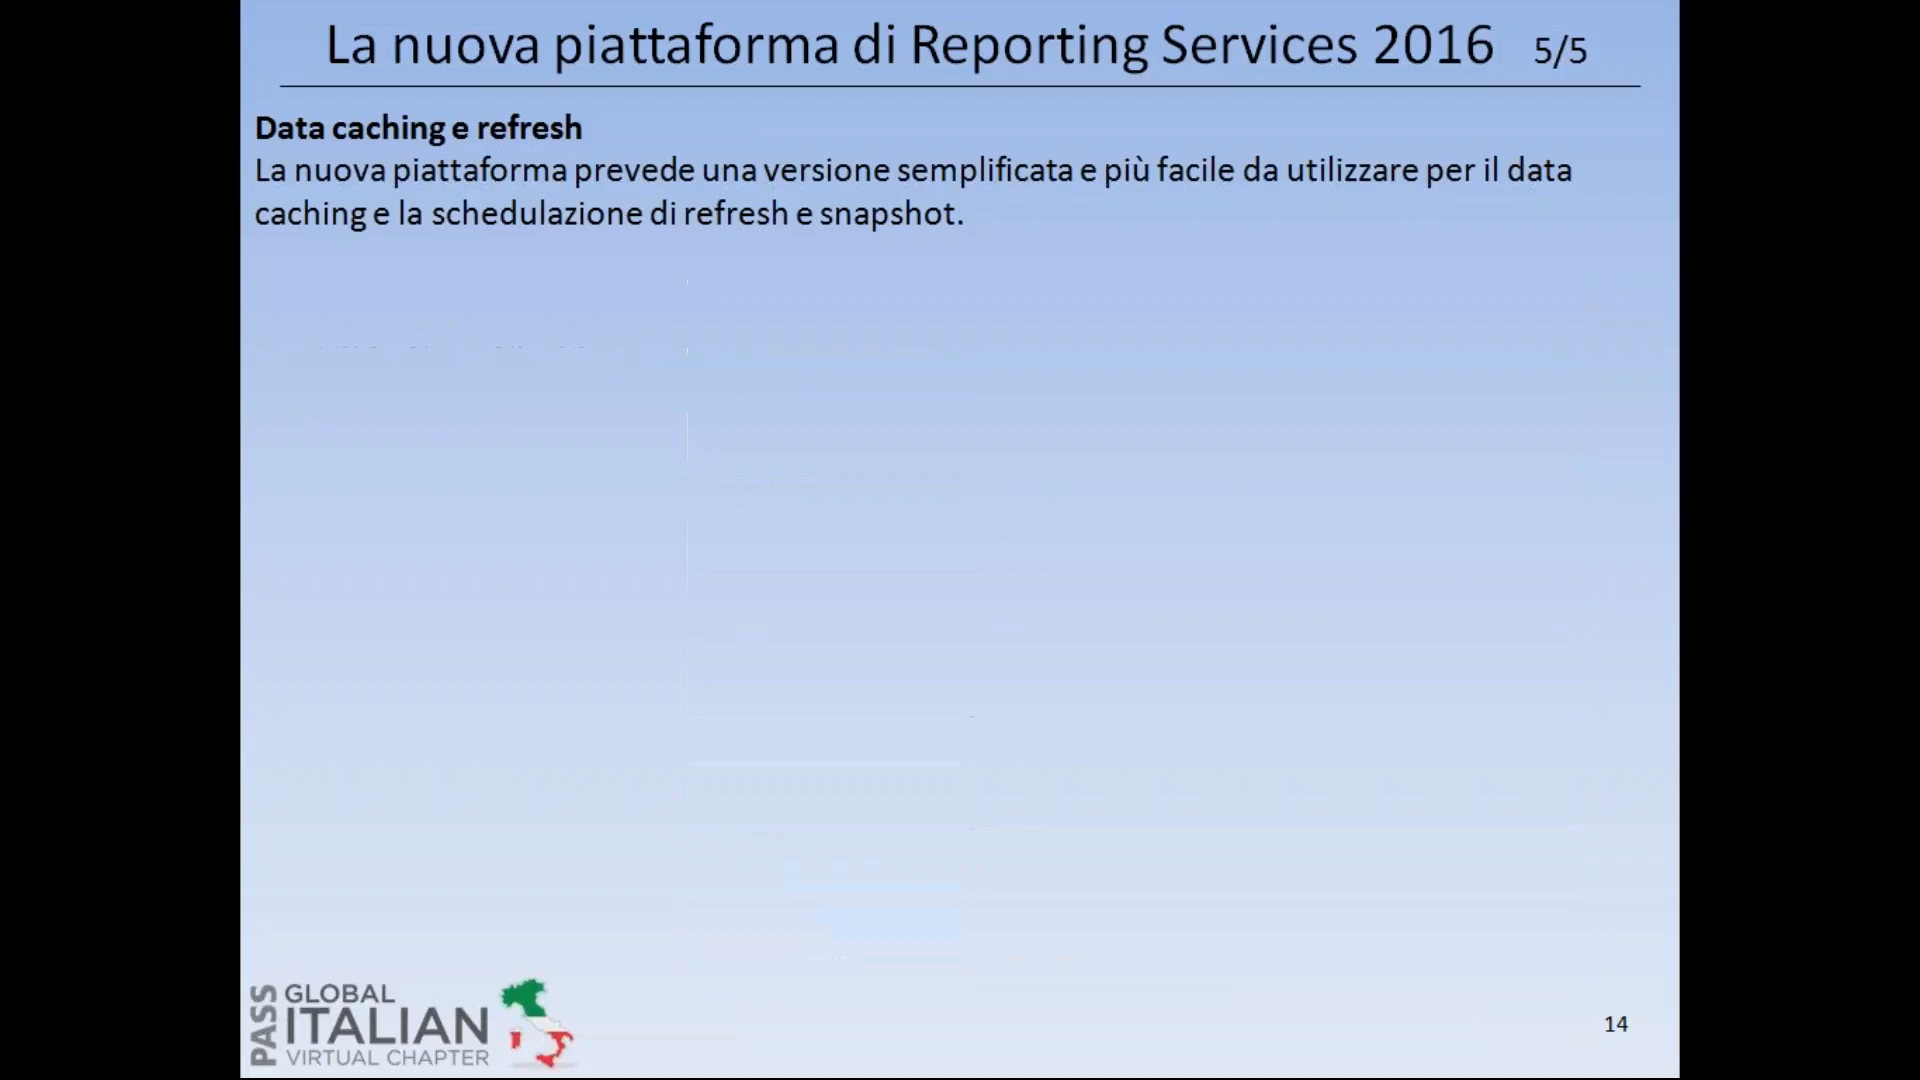 La nuova piattaforma di Reporting Services 2016 5/5
Data caching e refresh
La nuova piattaforma prevede una versione semplificata e più facile da utilizzare per il data
caching e la schedulazione di refresh e snapshot.
PASS
GLOBAL
ITALIAN
VIRTUAL CHAPTER
14